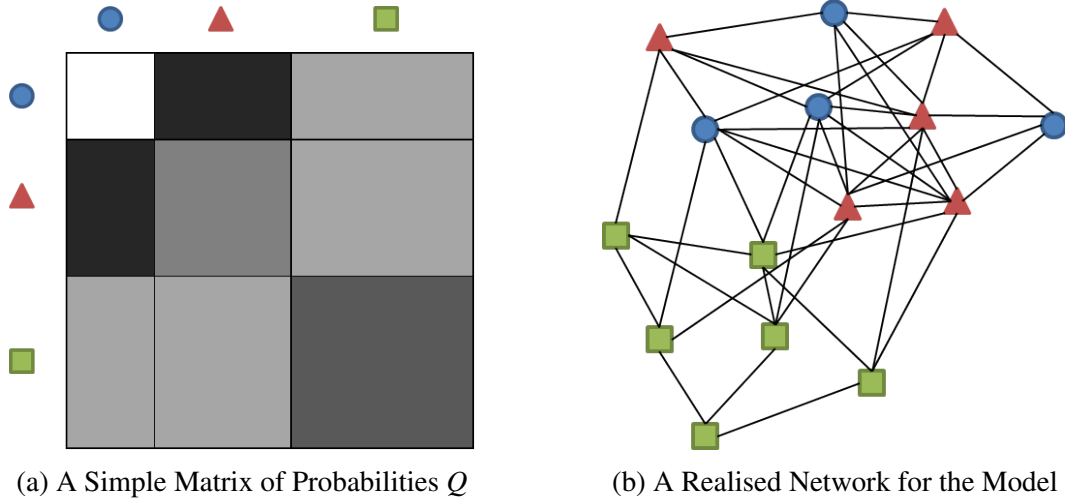 (a) A Simple Matrix of Probabilities Q
(b) A Realised Network for the Model